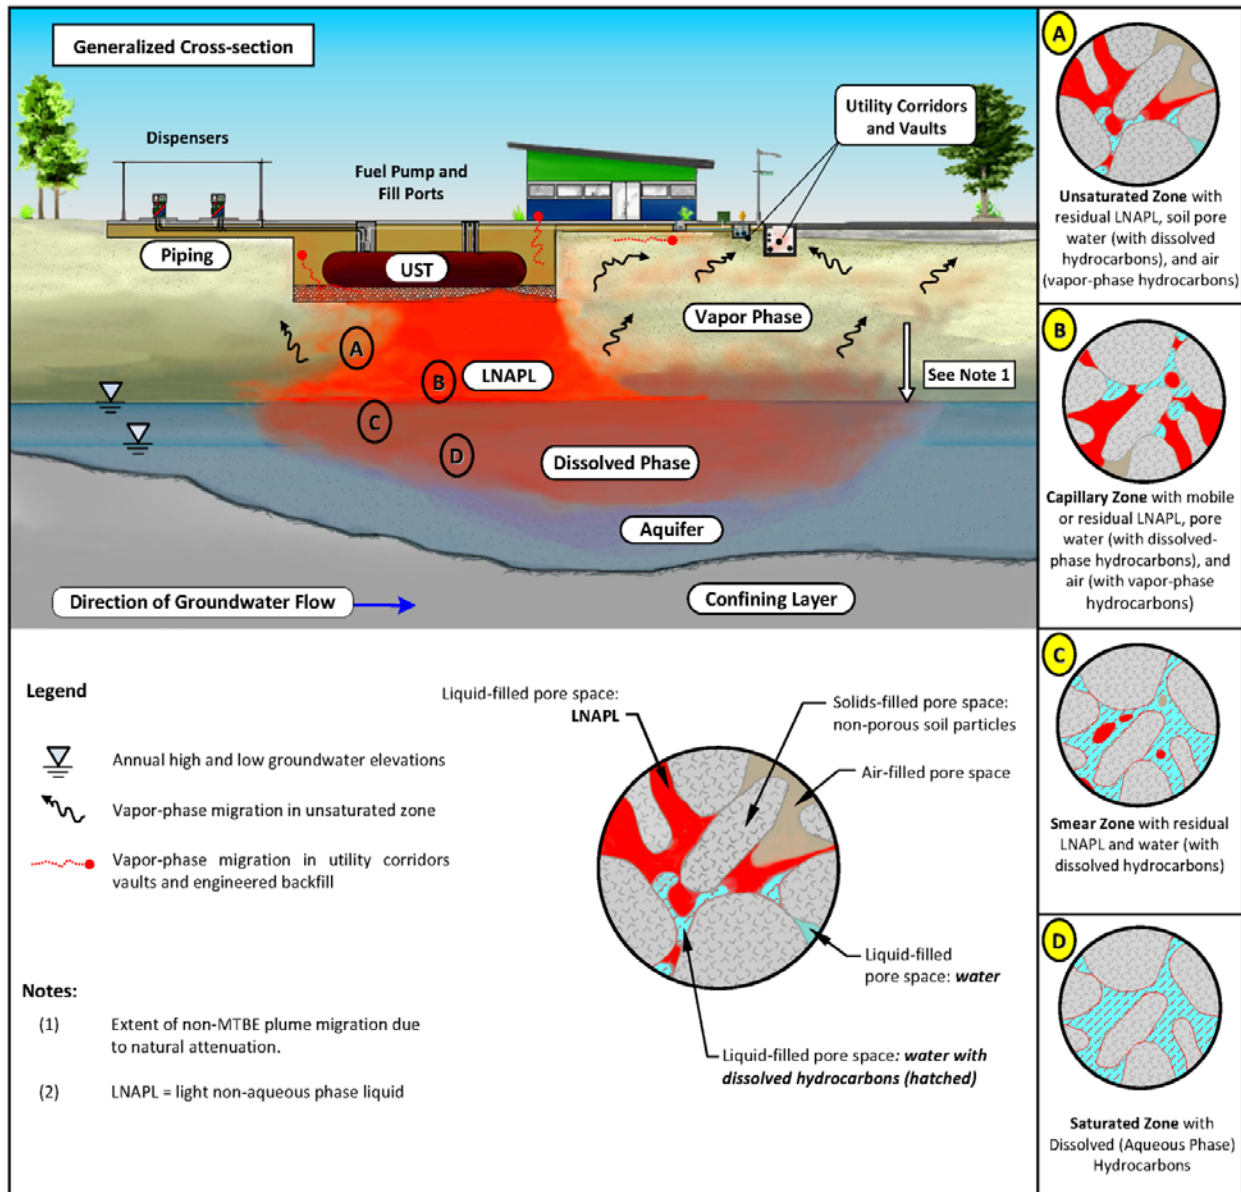 Generalized Cross-section
Dispensers
Fuel Pump and
Fill Ports
Utility Corridors
and Vaults
Piping
UST
Vapor Phase
A
B
LNAPL
See Note 1
C
D
Dissolved Phase
Aquifer
Direction of Groundwater Flow
Confining Layer
A
Unsaturated Zone with
residual LNAPL, soil pore
water (with dissolved
hydrocarbons), and air
(vapor-phase hydrocarbons)
B
Capillary Zone with mobile
or residual LNAPL, pore
water (with dissolved-
phase hydrocarbons), and
air (with vapor-phase
hydrocarbons)
C
Smear Zone with residual
LNAPL and water (with
dissolved hydrocarbons)
D
Saturated Zone with
Dissolved (Aqueous Phase)
Hydrocarbons
Legend
Annual high and low groundwater elevations
Vapor-phase migration in unsaturated zone
Vapor-phase migration in utility corridors
vaults and engineered backfill
Notes:
(1) Extent of non-MTBE plume migration due
to natural attenuation.
(2) LNAPL = light non-aqueous phase liquid
Liquid-filled pore space:
LNAPL
Solids-filled pore space:
non-porous soil particles
Air-filled pore space
Liquid-filled
pore space: water
Liquid-filled pore space: water with
dissolved hydrocarbons (hatched)